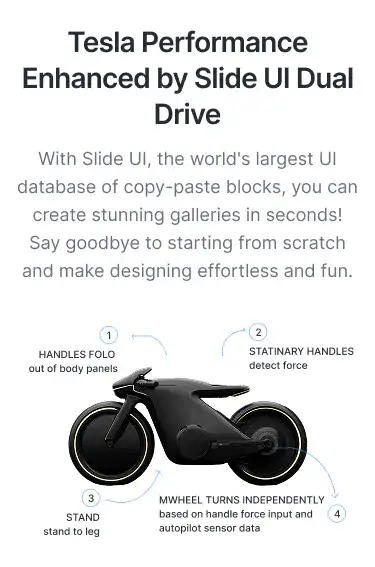 Tesla Performance
Enhanced by Slide UI Dual
Drive
With Slide UI, the world's largest UI
database of copy-paste blocks, you can
create stunning galleries in seconds!
Say goodbye to starting from scratch
and make designing effortless and fun.
1
HANDLES FOLO
out of body panels
2
STATINARY HANDLES
detect force
3
STAND
stand to leg
MWHEEL TURNS INDEPENDENTLY
based on handle force input and
autopilot sensor data
4